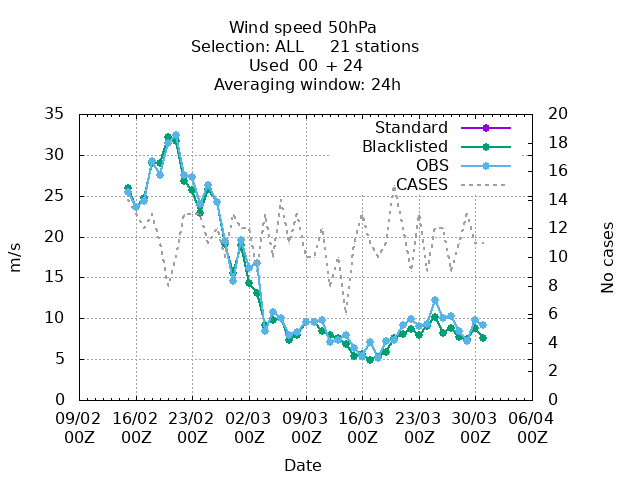 Wind speed 50hPa
Selection: ALL     21 stations
Used  00 + 24
Averaging window: 24h
35
30
25
20
15
10
5
0
20
18
16
14
12
10
8
6
4
2
0
Standard
Blacklisted
OBS
CASES
m/s
No cases
09/02 16/02 23/02 02/03 09/03 16/03 23/03 30/03 06/04
00Z 00Z 00Z 00Z 00Z 00Z 00Z 00Z 00Z
Date